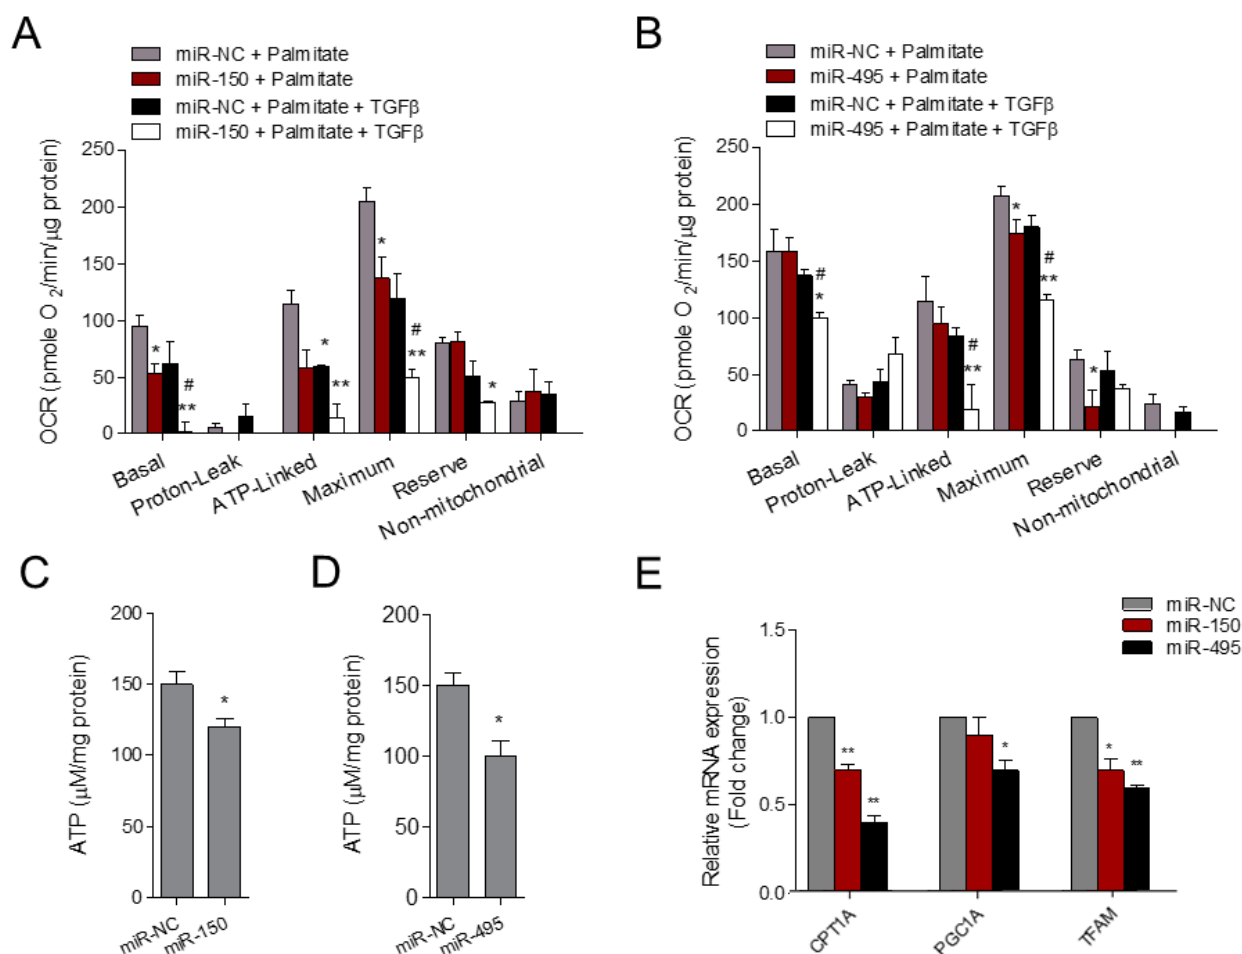 A
miR-NC + Palmitate
miR-150 + Palmitate
miR-NC + Palmitate + TGFβ
miR-150 + Palmitate + TGFβ
OCR (pmole O2/min/μg protein)
250
200
150
100
50
0
*
#
**
*
**
*
#
**
*
Basal
Proton-Leak
ATP-Linked
Maximum
Reserve
Non-mitochondrial
B
miR-NC + Palmitate
miR-495 + Palmitate
miR-NC + Palmitate + TGFβ
miR-495 + Palmitate + TGFβ
OCR (pmole O2/min/μg protein)
250
200
150
100
50
0
#
*
#
**
*
#
**
*
Basal
Proton-Leak
ATP-Linked
Maximum
Reserve
Non-mitochondrial
C
ATP (μM/mg protein)
200
150
100
50
0
*
miR-NC
miR-150
D
ATP (μM/mg protein)
200
150
100
50
0
*
miR-NC
miR-495
E
miR-NC
miR-150
miR-495
Relative mRNA expression
(Fold change)
1.5
1.0
0.5
0.0
**
**
*
*
**
CPT1A
PGC1A
TFAM